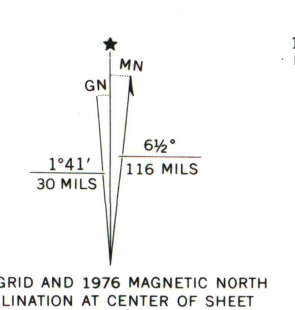 MN
GN
6½°
1°41'
116 MILS
30 MILS
GRID AND 1976 MAGNETIC NORTH
LINATION AT CENTER OF SHEET